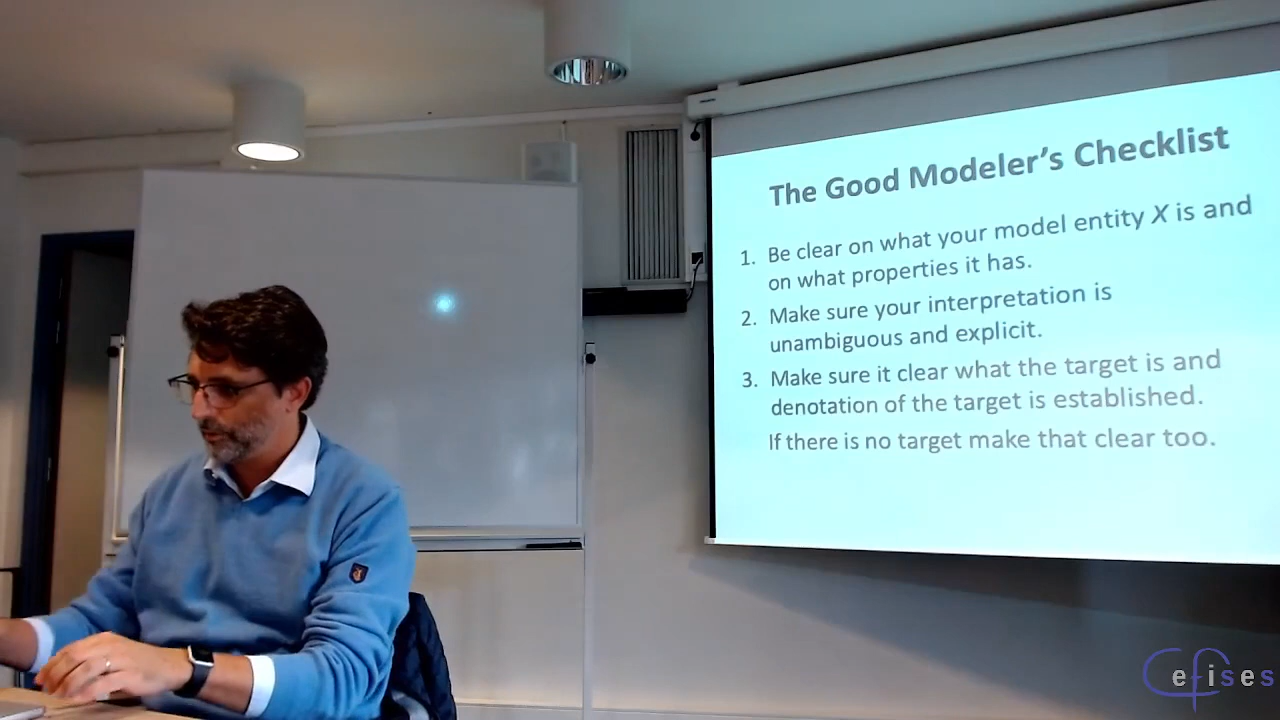 The Good Modeler's Checklist
1. Be clear on what your model entity X is and
on what properties it has.
2. Make sure your interpretation is
unambiguous and explicit.
3. Make sure it clear what the target is and
denotation of the target is established.
If there is no target make that clear too.
Cefises